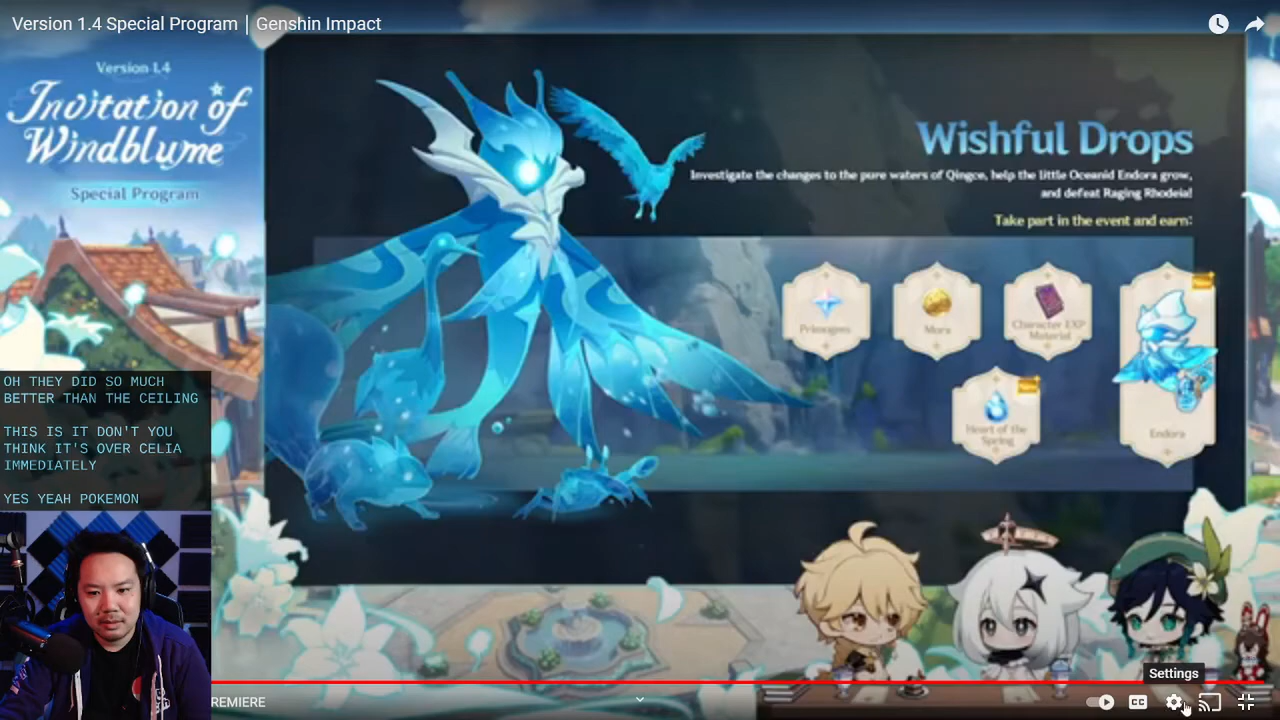 Version 1.4 Special Program | Genshin Impact
Version 1.4
Invitation of
Windblume
Special Program
Wishful Drops
Investigate the changes to the pure waters of Qingce, help the little Oceanid Endora grow,
and defeat Raging Rhodeia!
Take part in the event and earn:
Primogems
Mora
Character EXP
Material
Heart of the
Spring
Endora
OH THEY DID SO MUCH
BETTER THAN THE CEILING
THIS IS IT DON'T YOU
THINK IT'S OVER CELIA
IMMEDIATELY
YES YEAH POKEMON
Settings
REMIERE
CC